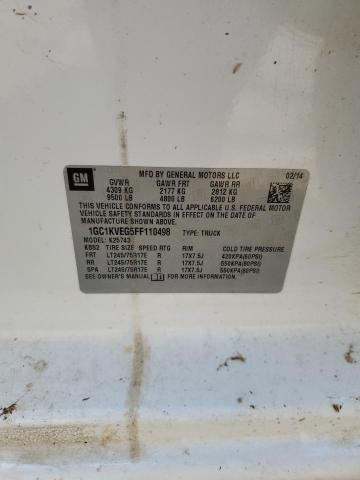 GM
MFD BY GENERAL MOTORS LLC 02/14
GVWR GAWR FRT GAWR RR
4309 KG 2177 KG 2812 KG
9500 LB 4800 LB 6200 LB
THIS VEHICLE CONFORMS TO ALL APPLICABLE U.S. FEDERAL MOTOR
VEHICLE SAFETY STANDARDS IN EFFECT ON THE DATE OF
MANUFACTURE SHOWN ABOVE.
1GC1KVEG5FF110498 TYPE: TRUCK
MODEL: K25743
TIRE SIZE SPEED RTG RIM COLD TIRE PRESSURE
FRT LT245/75R17E R 17X7.5J 420KPA(60PSI)
RR LT245/75R17E R 17X7.5J 550KPA(80PSI)
SPA LT245/75R17E R 17X7.5J 550KPA(80PSI)
SEE OWNER'S MANUAL FOR ADDITIONAL INFORMATION